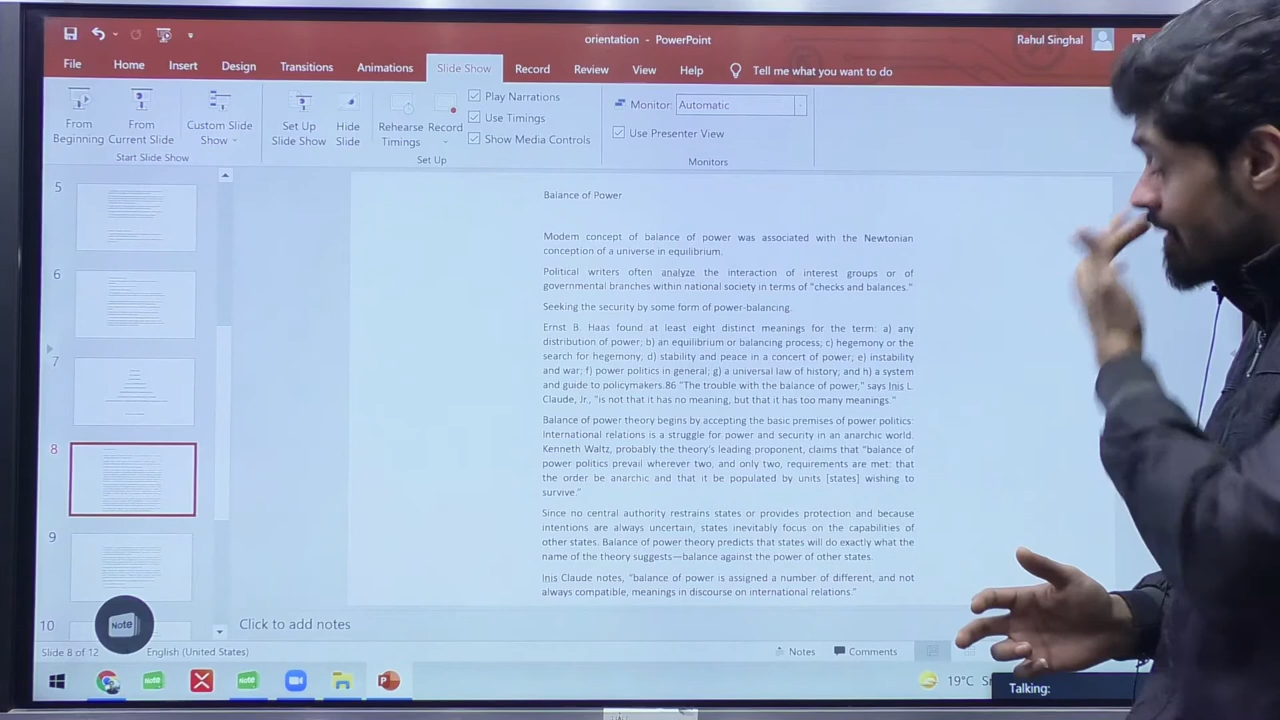 orientation - PowerPoint
Rahul Singhal
File Home Insert Design Transitions Animations Slide Show Record Review View Help Tell me what you want to do
From Beginning
From Current Slide
Custom Slide Show
Start Slide Show
Set Up Slide Show
Hide Slide
Rehearse Timings
Record
Play Narrations
Use Timings
Show Media Controls
Set Up
Monitor: Automatic
Use Presenter View
Monitors
5
6
7
8
9
10
Balance of Power
Modern concept of balance of power was associated with the Newtonian
conception of a universe in equilibrium.
Political writers often analyze the interaction of interest groups or of
governmental branches within national society in terms of "checks and balances."
Seeking the security by some form of power-balancing.
Ernst B. Haas found at least eight distinct meanings for the term: a) any
distribution of power; b) an equilibrium or balancing process; c) hegemony or the
search for hegemony; d) stability and peace in a concert of power; e) instability
and war; f) power politics in general; g) a universal law of history; and h) a system
and guide to policymakers.86 "The trouble with the balance of power," says Inis L.
Claude, Jr., "is not that it has no meaning, but that it has too many meanings."
Balance of power theory begins by accepting the basic premises of power politics:
International relations is a struggle for power and security in an anarchic world.
Kenneth Waltz, probably the theory's leading proponent, claims that "balance of
power politics prevail wherever two, and only two, requirements are met: that
the order be anarchic and that it be populated by units [states] wishing to
survive."
Since no central authority restrains states or provides protection and because
intentions are always uncertain, states inevitably focus on the capabilities of
other states. Balance of power theory predicts that states will do exactly what the
name of the theory suggests—balance against the power of other states.
Inis Claude notes, "balance of power is assigned a number of different, and not
always compatible, meanings in discourse on international relations."
Note
Click to add notes
Slide 8 of 12 English (United States)
Notes Comments
Note
Note
19°C
Talking: